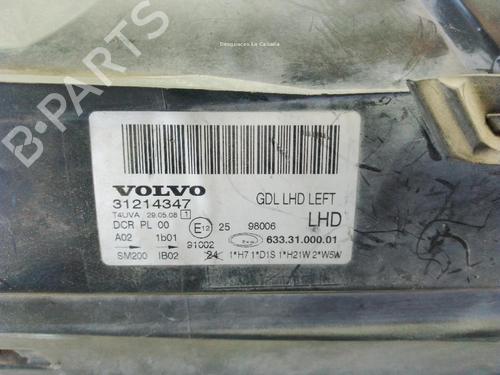 Desguaces La Cabaña
B-PARTS
VOLVO
31214347
GDL LHD LEFT
T4UVA 29.05.08 1
LHD
DCR PL 00
E12 25 98006
A02 1b01
91002
633.31.000.01
SM200 IB02
24 1*H7 1*D1S 1*H21W 2*W5W